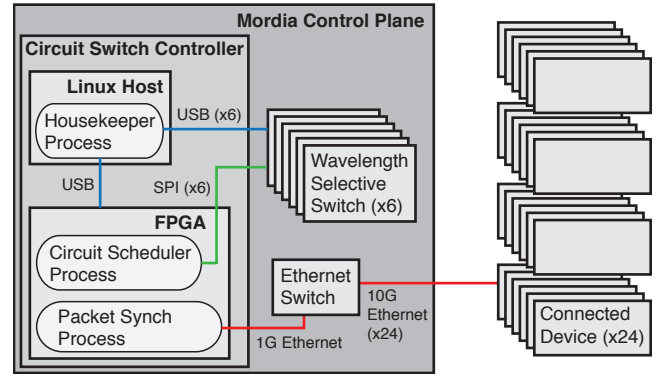 Mordia Control Plane
Circuit Switch Controller
Linux Host
Housekeeper
Process
USB (x6)
USB
SPI (x6)
Wavelength
Selective
Switch (x6)
FPGA
Circuit Scheduler
Process
Packet Synch
Process
1G Ethernet
Ethernet
Switch
10G
Ethernet
(x24)
Connected
Device (x24)